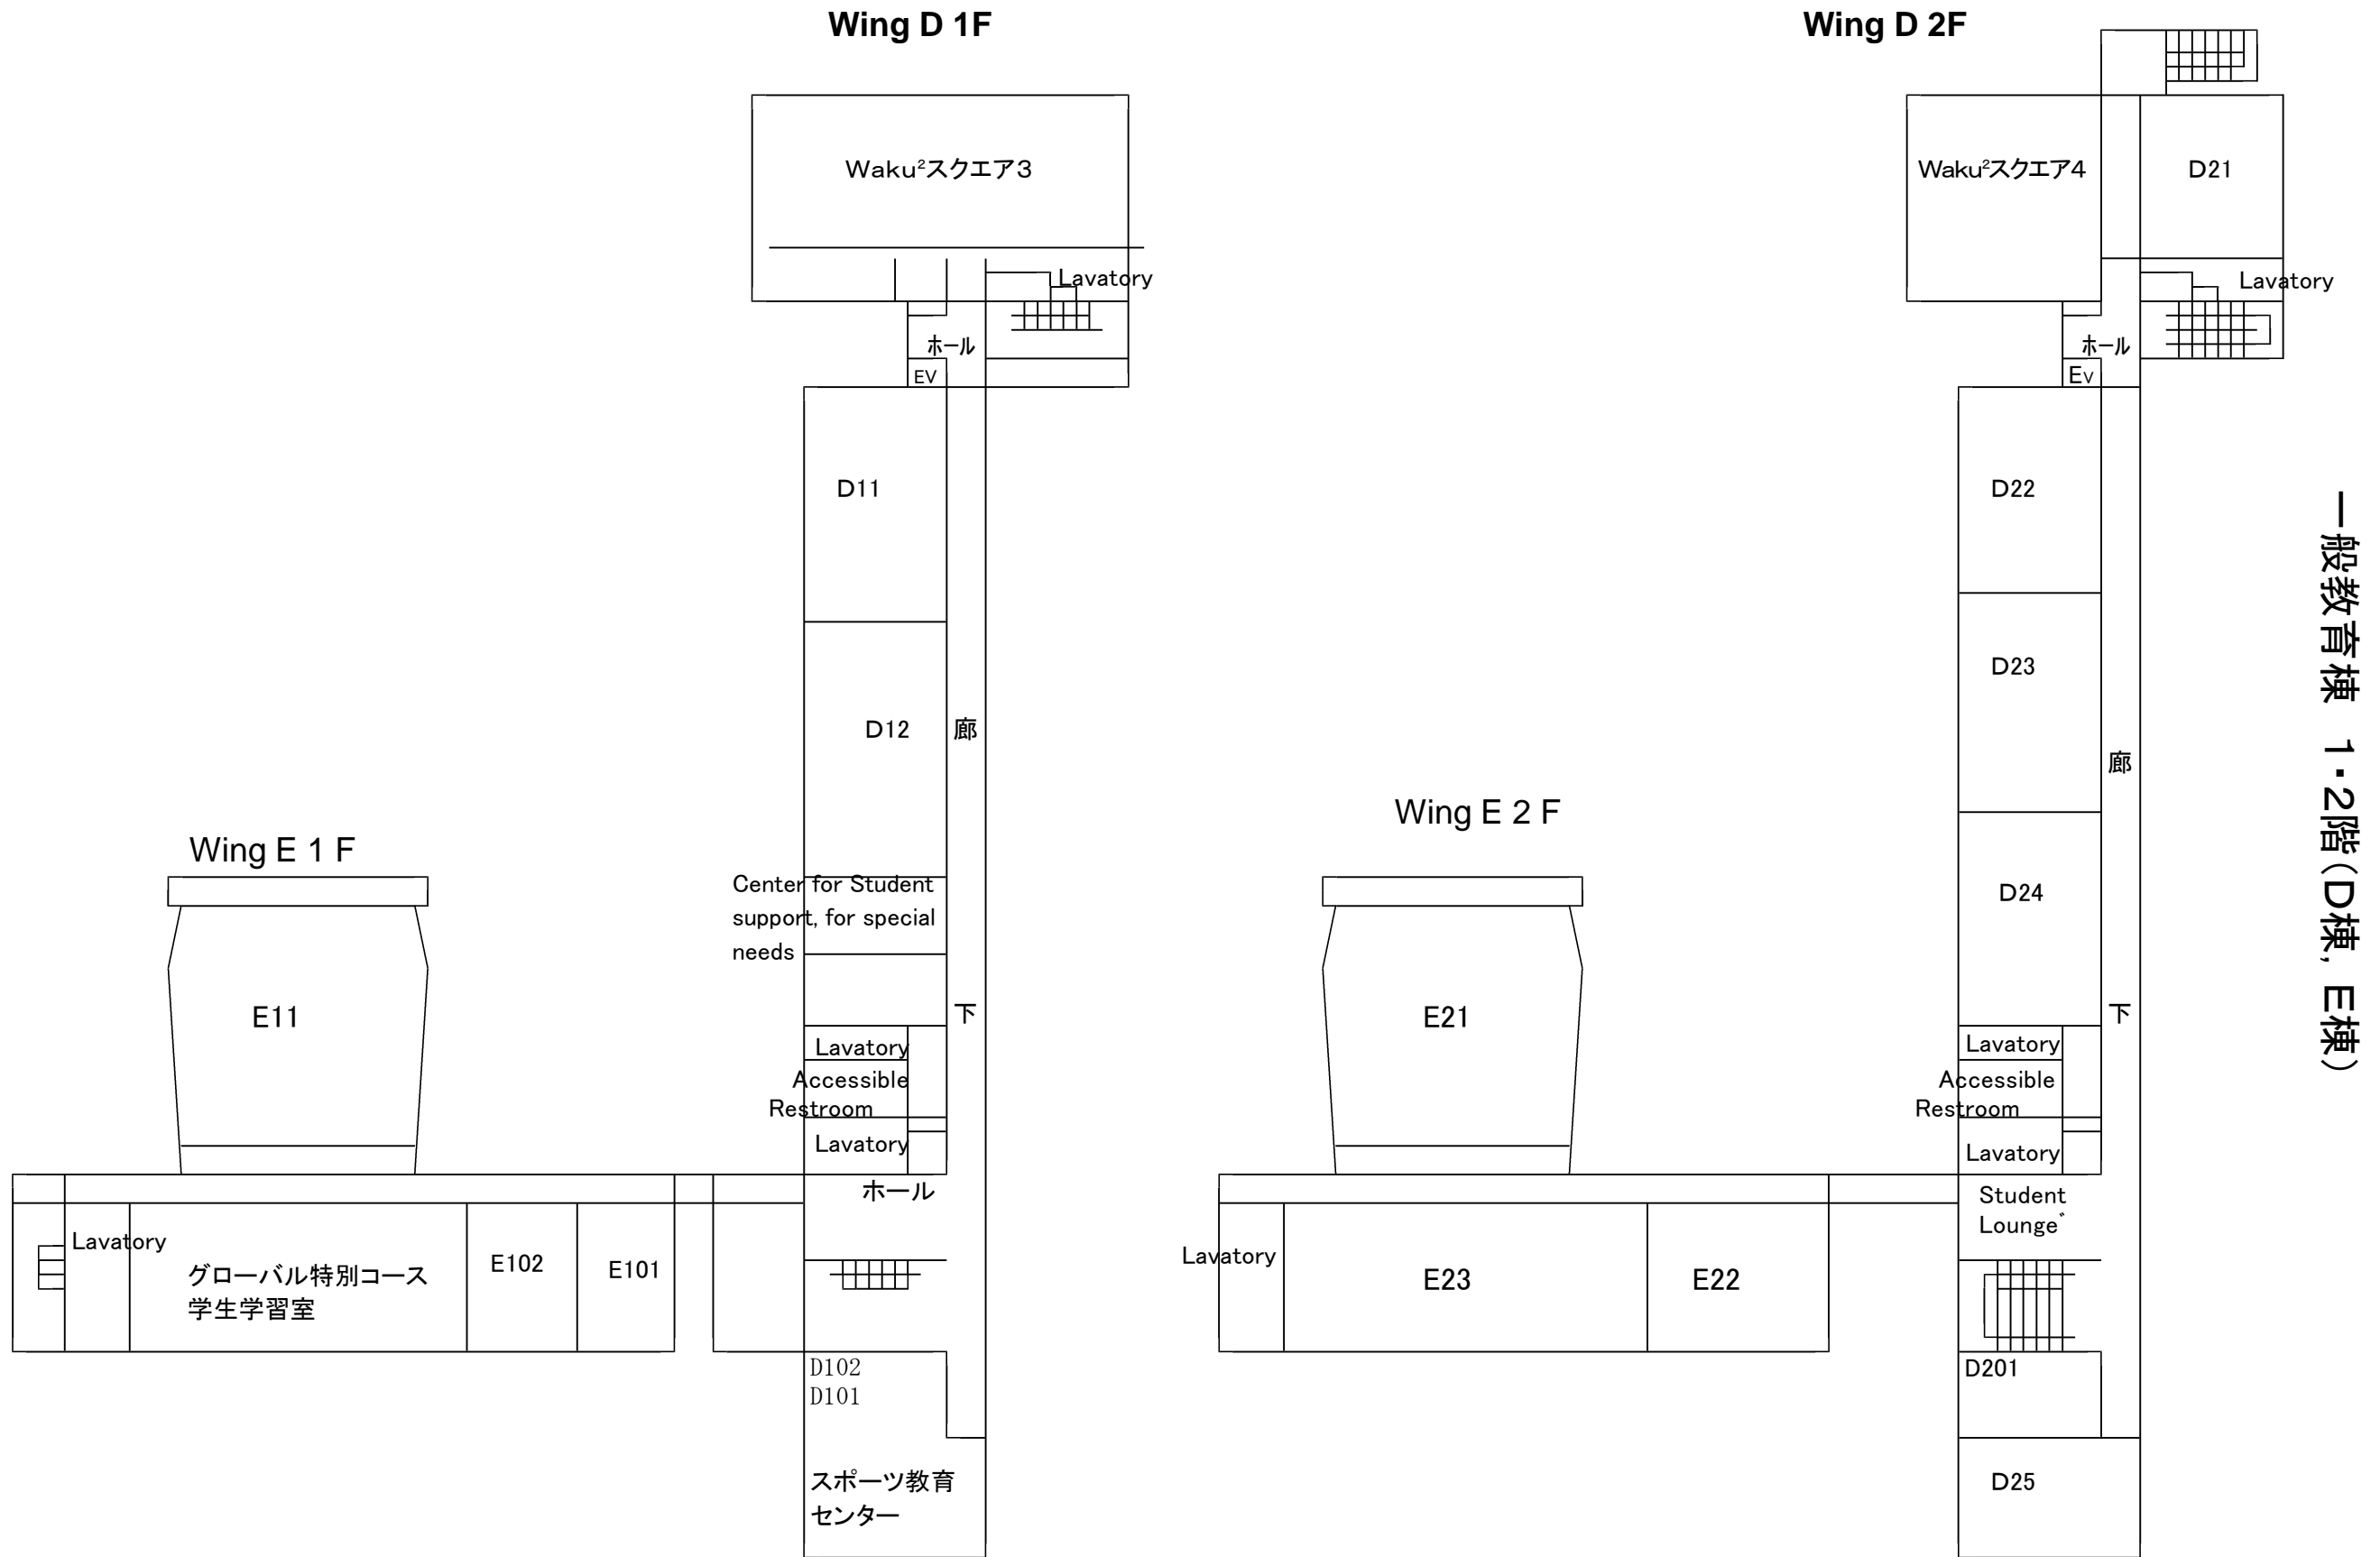 Wing D 1F
Waku²スクエア3
Lavatory
ホール
EV
D11
D12
廊
下
Center for Student
support, for special
needs
Lavatory
Accessible
Restroom
Lavatory
ホール
D102
D101
スポーツ教育
センター
Wing E 1 F
E11
Lavatory
グローバル特別コース
学生学習室
E102
E101
Wing D 2F
Waku²スクエア4
D21
Lavatory
ホール
EV
D22
D23
D24
廊
下
Lavatory
Accessible
Restroom
Lavatory
Student
Lounge゛
D201
D25
Wing E 2 F
E21
Lavatory
E23
E22
一般教育棟 1・2階(D棟, E棟)